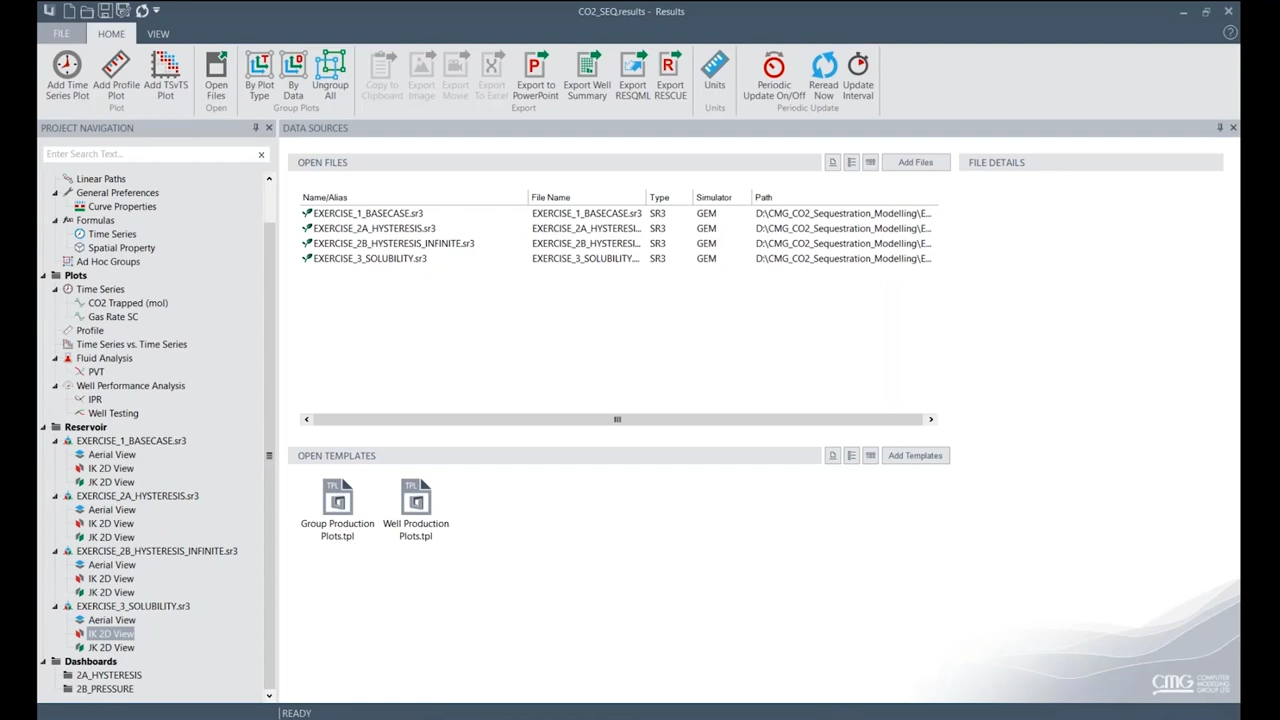 CO2_SEQ.results - Results
FILE HOME VIEW
Add Time Series Plot
Add Profile Plot
Add TSvTS Plot
Plot
Open Files
Open
By Plot Type
By Data
Ungroup All
Group Plots
Copy to Clipboard
Export Image
Export Movie
Export To Excel
Export to PowerPoint
Export Well Summary
Export RESQML
Export RESCUE
Export
Units
Units
Periodic Update On/Off
Reread Now
Update Interval
Periodic Update
PROJECT NAVIGATION
Enter Search Text...
Linear Paths
General Preferences
Curve Properties
Formulas
Time Series
Spatial Property
Ad Hoc Groups
Plots
Time Series
CO2 Trapped (mol)
Gas Rate SC
Profile
Time Series vs. Time Series
Fluid Analysis
PVT
Well Performance Analysis
IPR
Well Testing
Reservoir
EXERCISE_1_BASECASE.sr3
Aerial View
IK 2D View
JK 2D View
EXERCISE_2A_HYSTERESIS.sr3
Aerial View
IK 2D View
JK 2D View
EXERCISE_2B_HYSTERESIS_INFINITE.sr3
Aerial View
IK 2D View
JK 2D View
EXERCISE_3_SOLUBILITY.sr3
Aerial View
IK 2D View
JK 2D View
Dashboards
2A_HYSTERESIS
2B_PRESSURE
DATA SOURCES
OPEN FILES Add Files
FILE DETAILS
Name/Alias File Name Type Simulator Path
EXERCISE_1_BASECASE.sr3 EXERCISE_1_BASECASE.sr3 SR3 GEM D:\CMG_CO2_Sequestration_Modelling\E...
EXERCISE_2A_HYSTERESIS.sr3 EXERCISE_2A_HYSTERESI... SR3 GEM D:\CMG_CO2_Sequestration_Modelling\E...
EXERCISE_2B_HYSTERESIS_INFINITE.sr3 EXERCISE_2B_HYSTERESI... SR3 GEM D:\CMG_CO2_Sequestration_Modelling\E...
EXERCISE_3_SOLUBILITY.sr3 EXERCISE_3_SOLUBILITY.... SR3 GEM D:\CMG_CO2_Sequestration_Modelling\E...
OPEN TEMPLATES Add Templates
TPL TPL
Group Production Plots.tpl
Well Production Plots.tpl
CMG COMPUTER MODELLING GROUP LTD
READY